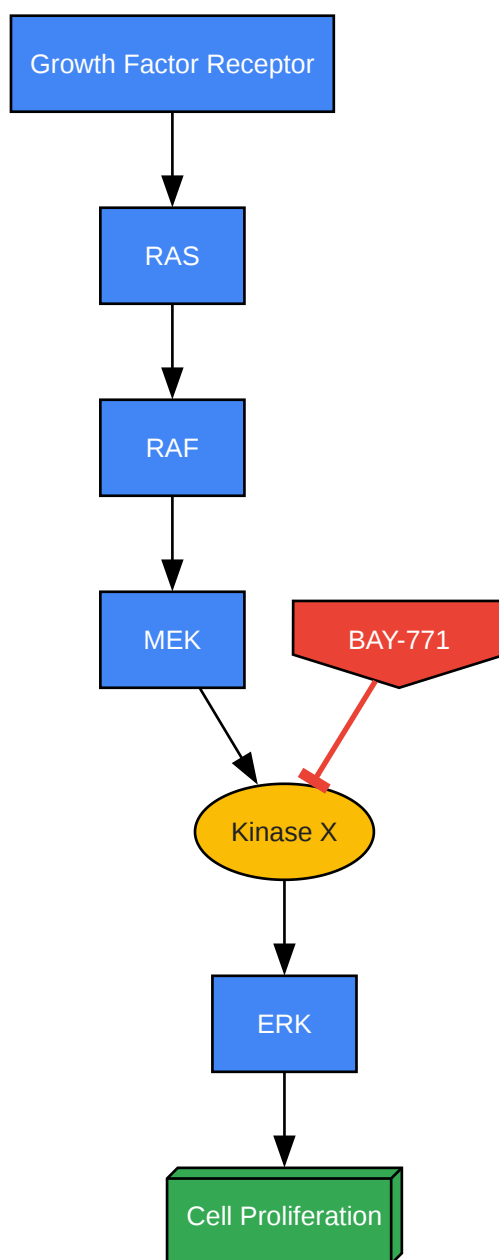 Growth Factor Receptor
RAS
RAF
MEK
BAY-771
Kinase X
ERK
Cell Proliferation